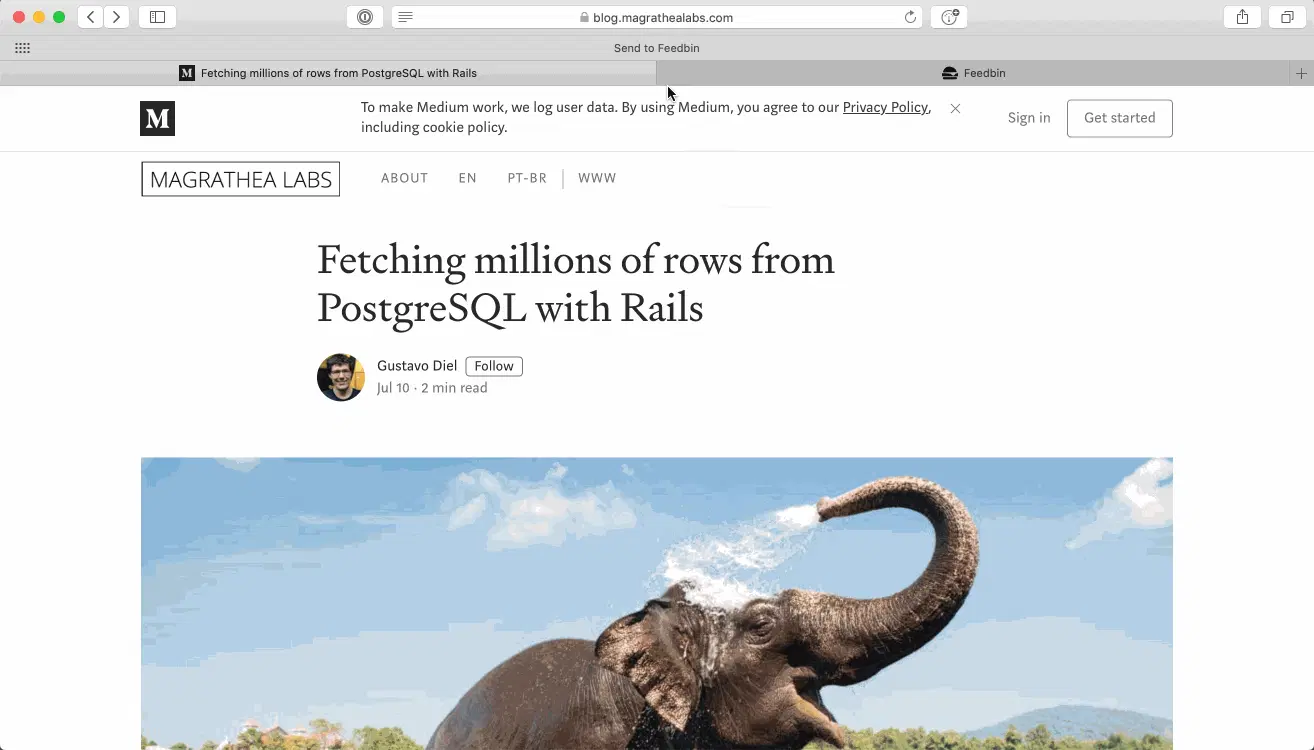 blog.magrathealabs.com
Send to Feedbin
M Fetching millions of rows from PostgreSQL with Rails
Feedbin
M
To make Medium work, we log user data. By using Medium, you agree to our Privacy Policy,
including cookie policy.
Sign in
Get started
MAGRATHEA LABS
ABOUT
EN
PT-BR
WWW
Fetching millions of rows from
PostgreSQL with Rails
Gustavo Diel Follow
Jul 10 · 2 min read